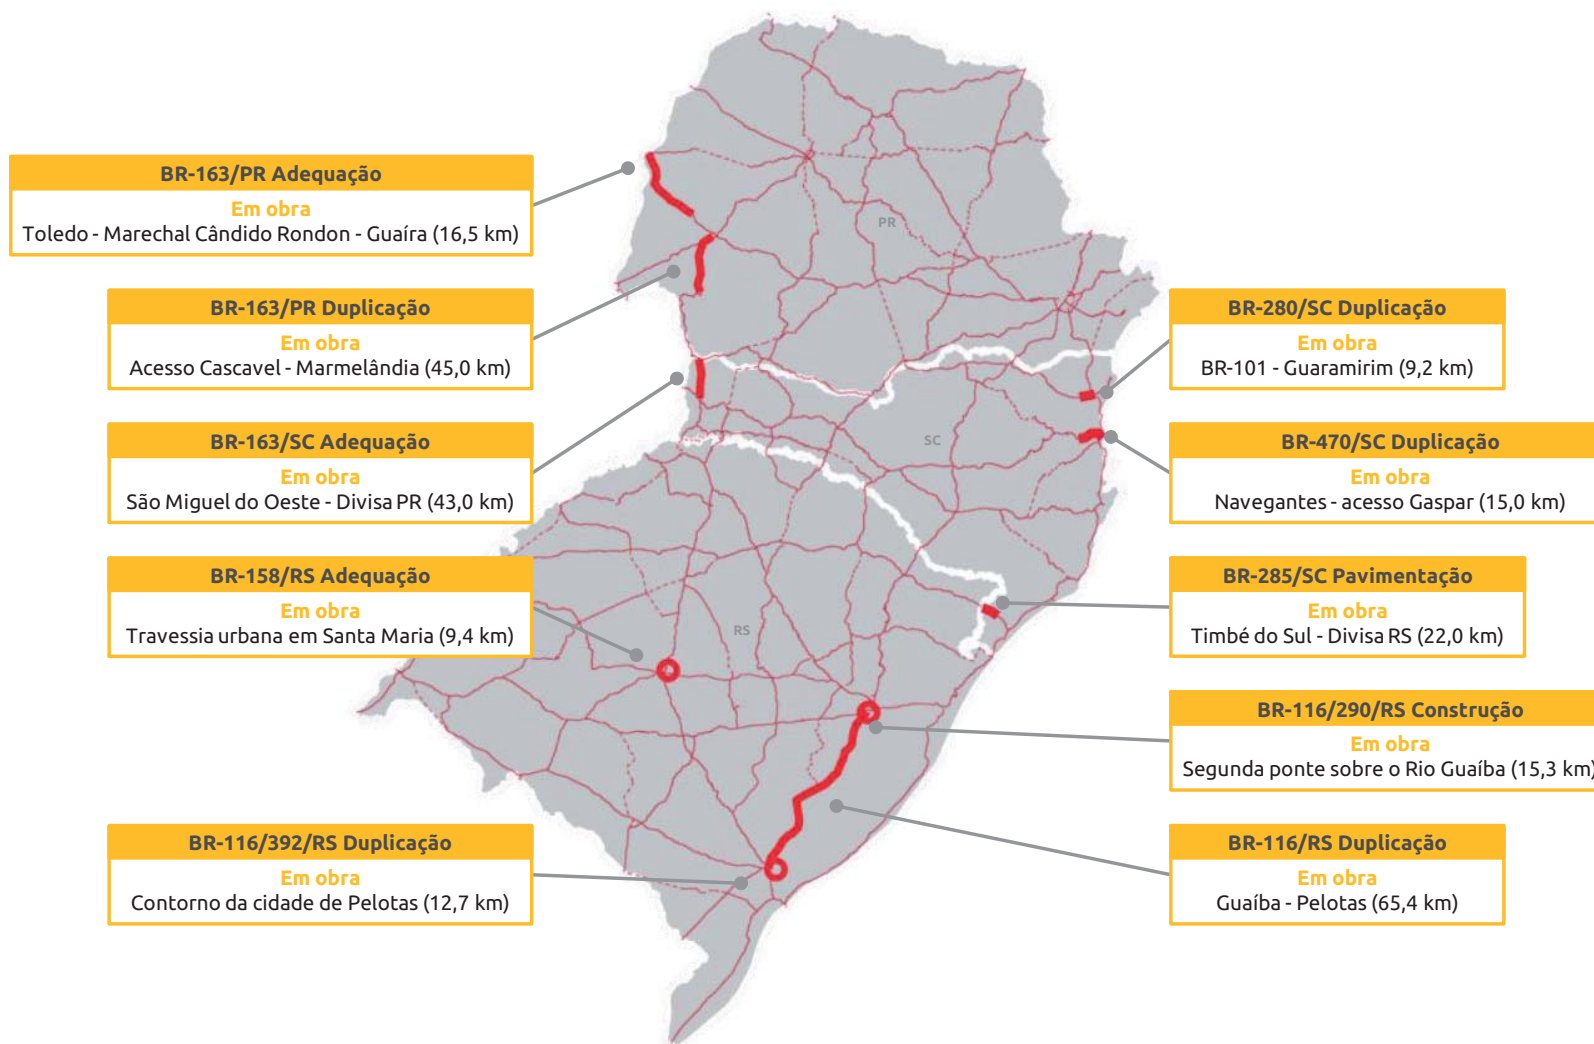 BR-163/PR Adequação
Em obra
Toledo - Marechal Cândido Rondon - Guaíra (16,5 km)
BR-163/PR Duplicação
Em obra
Acesso Cascavel - Marmelândia (45,0 km)
BR-163/SC Adequação
Em obra
São Miguel do Oeste - Divisa PR (43,0 km)
BR-158/RS Adequação
Em obra
Travessia urbana em Santa Maria (9,4 km)
BR-116/392/RS Duplicação
Em obra
Contorno da cidade de Pelotas (12,7 km)
PR
SC
RS
BR-280/SC Duplicação
Em obra
BR-101 - Guaramirim (9,2 km)
BR-470/SC Duplicação
Em obra
Navegantes - acesso Gaspar (15,0 km)
BR-285/SC Pavimentação
Em obra
Timbé do Sul - Divisa RS (22,0 km)
BR-116/290/RS Construção
Em obra
Segunda ponte sobre o Rio Guaíba (15,3 km)
BR-116/RS Duplicação
Em obra
Guaíba - Pelotas (65,4 km)